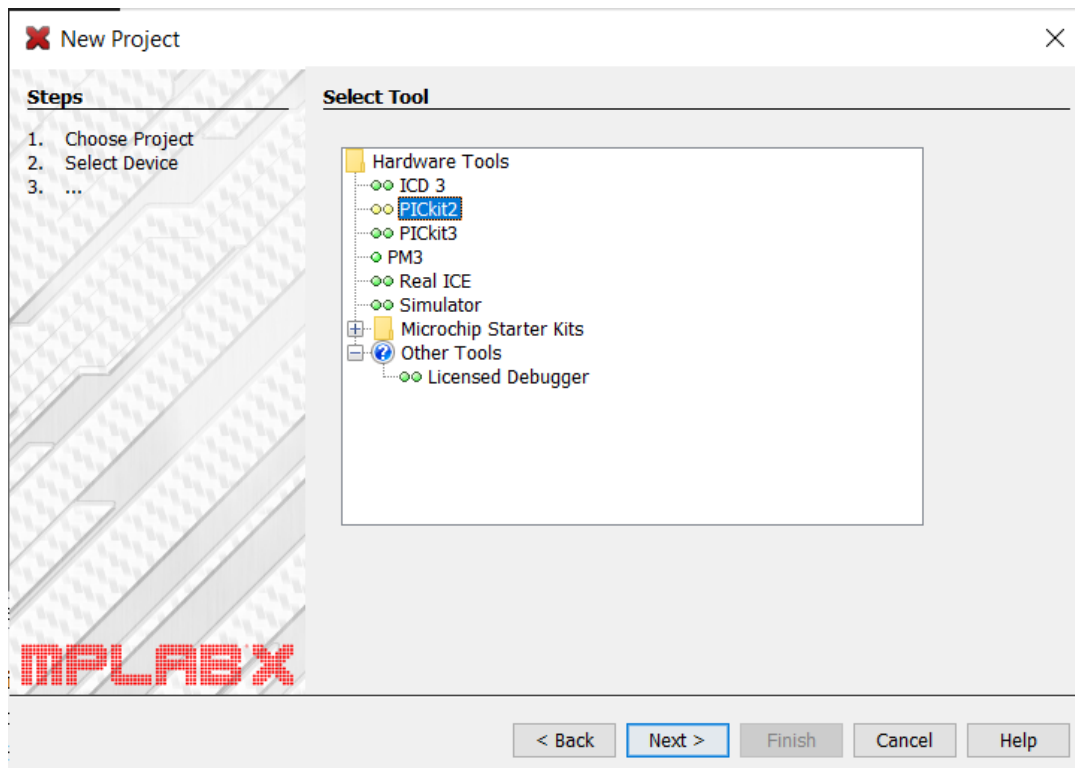 New Project
Steps
1. Choose Project
2. Select Device
3. ...
MPLAB X
Select Tool
Hardware Tools
ICD 3
PICkit2
PICkit3
PM3
Real ICE
Simulator
Microchip Starter Kits
Other Tools
Licensed Debugger
< Back Next > Finish Cancel Help